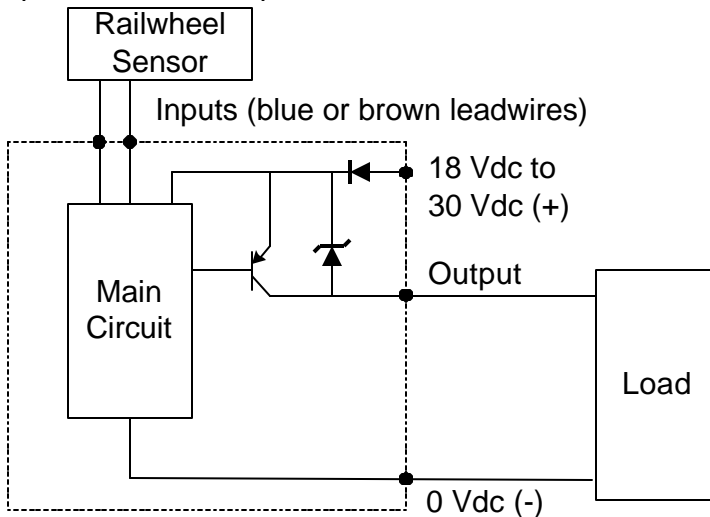 Railwheel
Sensor
Inputs (blue or brown leadwires)
18 Vdc to
30 Vdc (+)
Main
Circuit
Output
Load
0 Vdc (-)